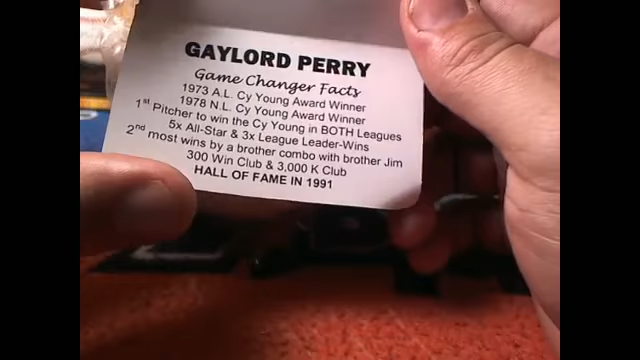 GAYLORD PERRY
Game Changer Facts
1973 A.L. Cy Young Award Winner
1978 N.L. Cy Young Award Winner
1st Pitcher to win the Cy Young in BOTH Leagues
5x All-Star & 3x League Leader-Wins
2nd most wins by a brother combo with brother Jim
300 Win Club & 3,000 K Club
HALL OF FAME IN 1991